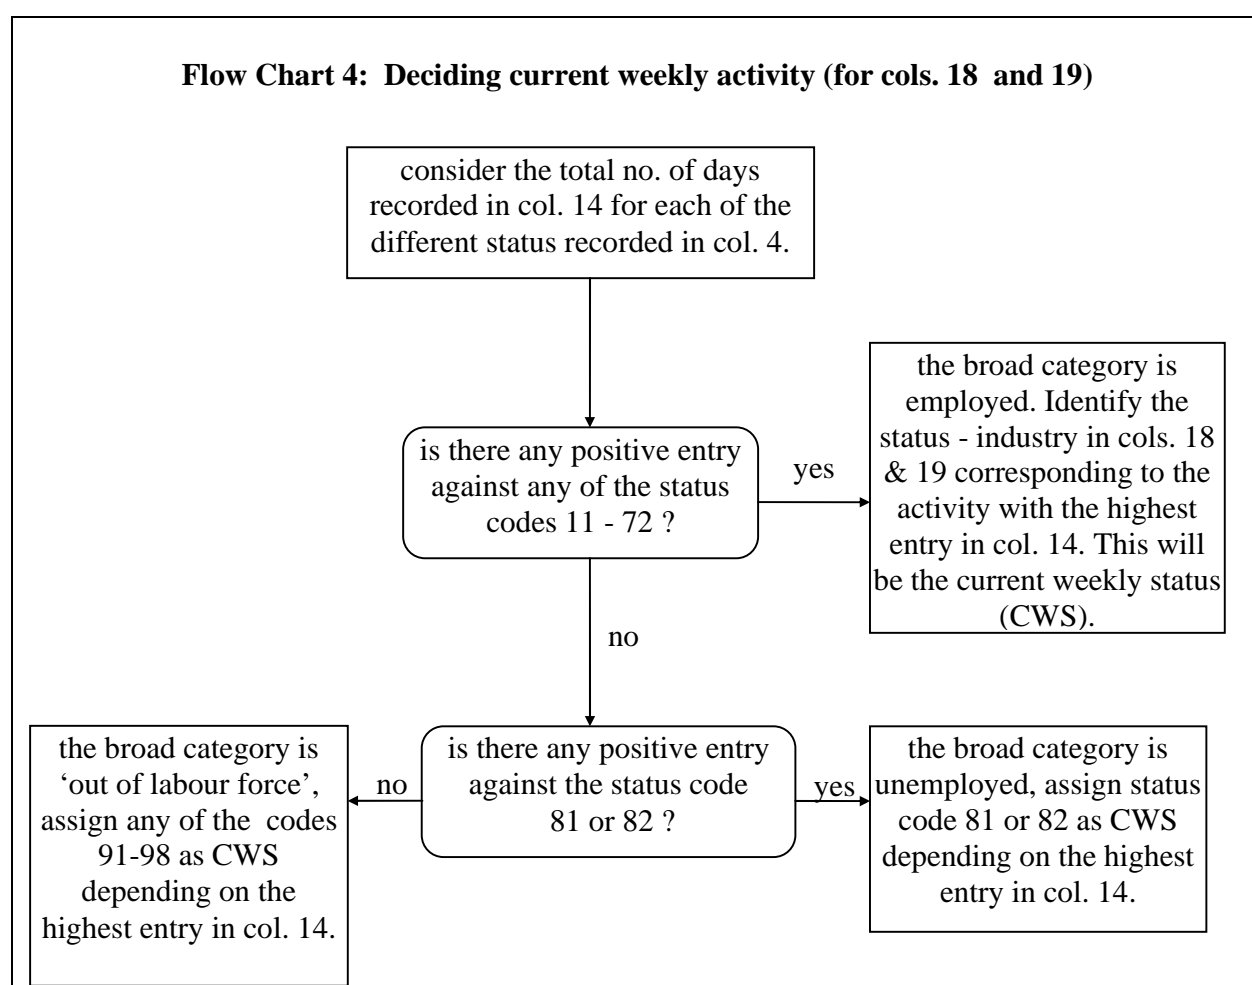 Flow Chart 4: Deciding current weekly activity (for cols. 18 and 19)
consider the total no. of days
recorded in col. 14 for each of the
different status recorded in col. 4.
is there any positive entry
against any of the status
codes 11 - 72 ?
yes
the broad category is
employed. Identify the
status - industry in cols. 18
& 19 corresponding to the
activity with the highest
entry in col. 14. This will
be the current weekly status
(CWS).
no
is there any positive entry
against the status code
81 or 82 ?
no
the broad category is
‘out of labour force’,
assign any of the codes
91-98 as CWS
depending on the
highest entry in col. 14.
yes
the broad category is
unemployed, assign status
code 81 or 82 as CWS
depending on the highest
entry in col. 14.